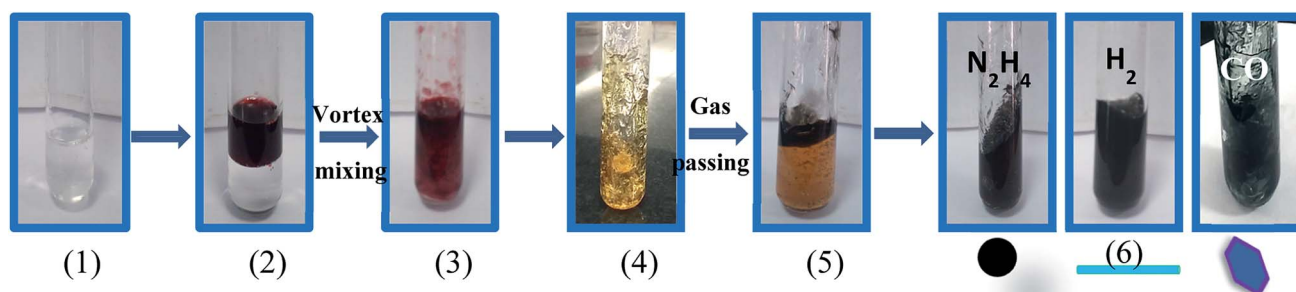 Vortex
mixing
Gas
passing
N2H4
H2
CO
(1)
(2)
(3)
(4)
(5)
(6)